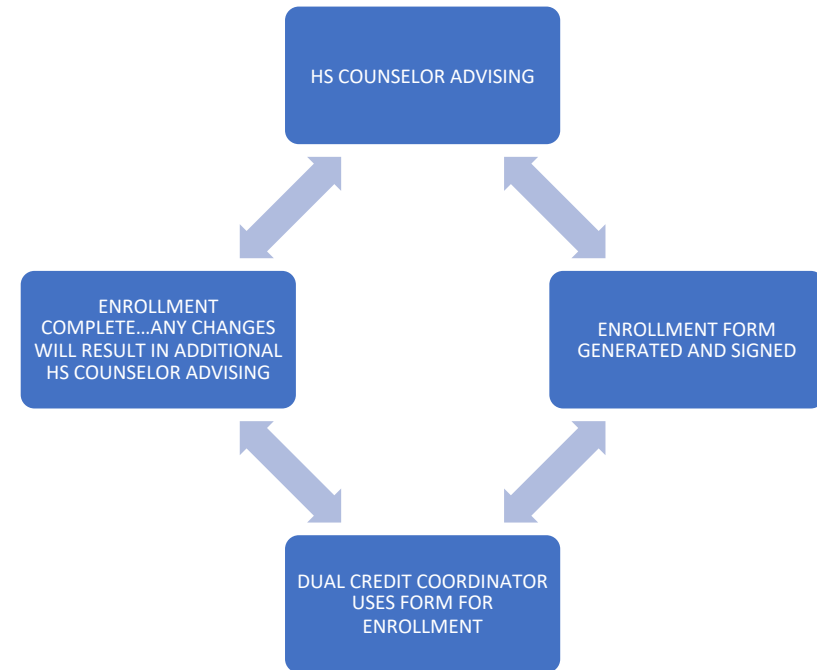 HS COUNSELOR ADVISING
ENROLLMENT
COMPLETE...ANY CHANGES
WILL RESULT IN ADDITIONAL
HS COUNSELOR ADVISING
ENROLLMENT FORM
GENERATED AND SIGNED
DUAL CREDIT COORDINATOR
USES FORM FOR
ENROLLMENT